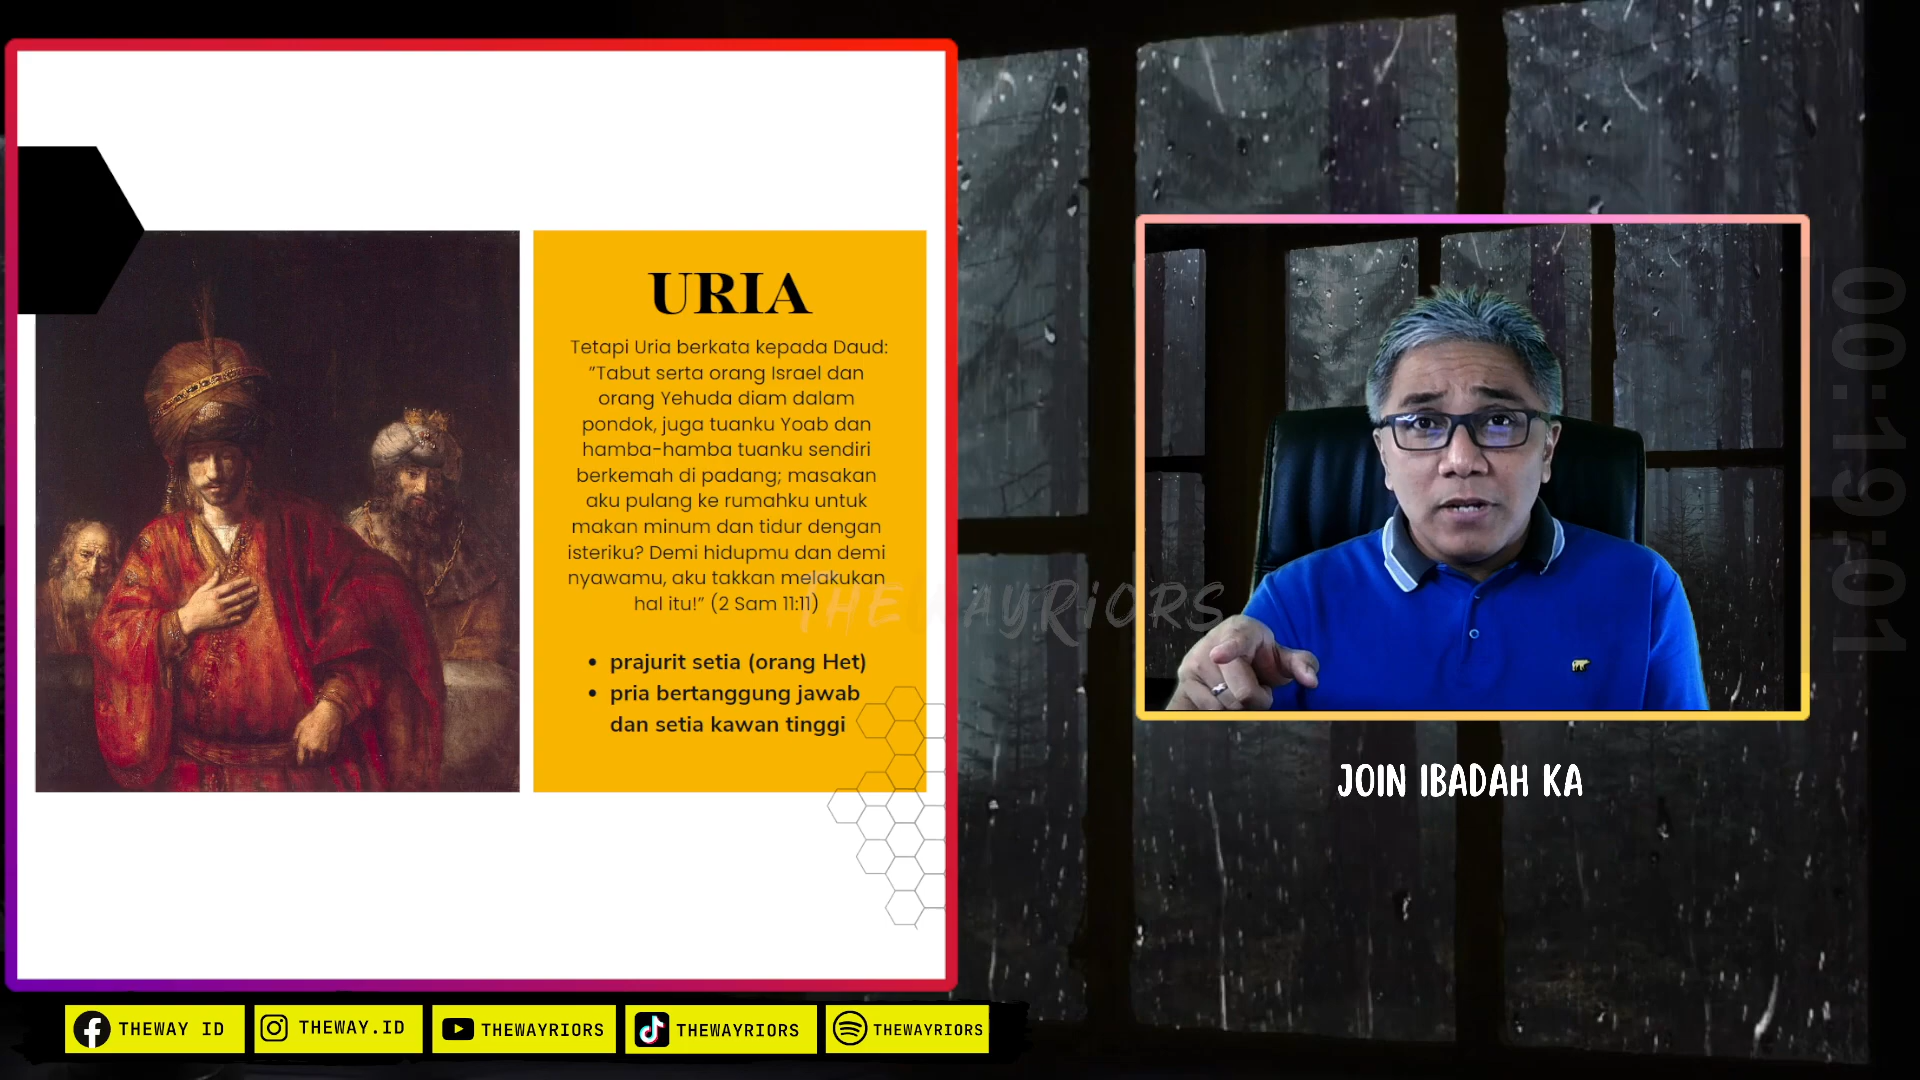 URIA
Tetapi Uria berkata kepada Daud:
"Tabut serta orang Israel dan
orang Yehuda diam dalam
pondok, juga tuanku Yoab dan
hamba-hamba tuanku sendiri
berkemah di padang; masakan
aku pulang ke rumahku untuk
makan minum dan tidur dengan
isteriku? Demi hidupmu dan demi
nyawamu, aku takkan melakukan
hal itu!" (2 Sam 11:11)
• prajurit setia (orang Het)
• pria bertanggung jawab
dan setia kawan tinggi
THEWAYRIORS
00:19:01
JOIN IBADAH KA
THEWAY ID
THEWAY.ID
THEWAYRIORS
THEWAYRIORS
THEWAYRIORS